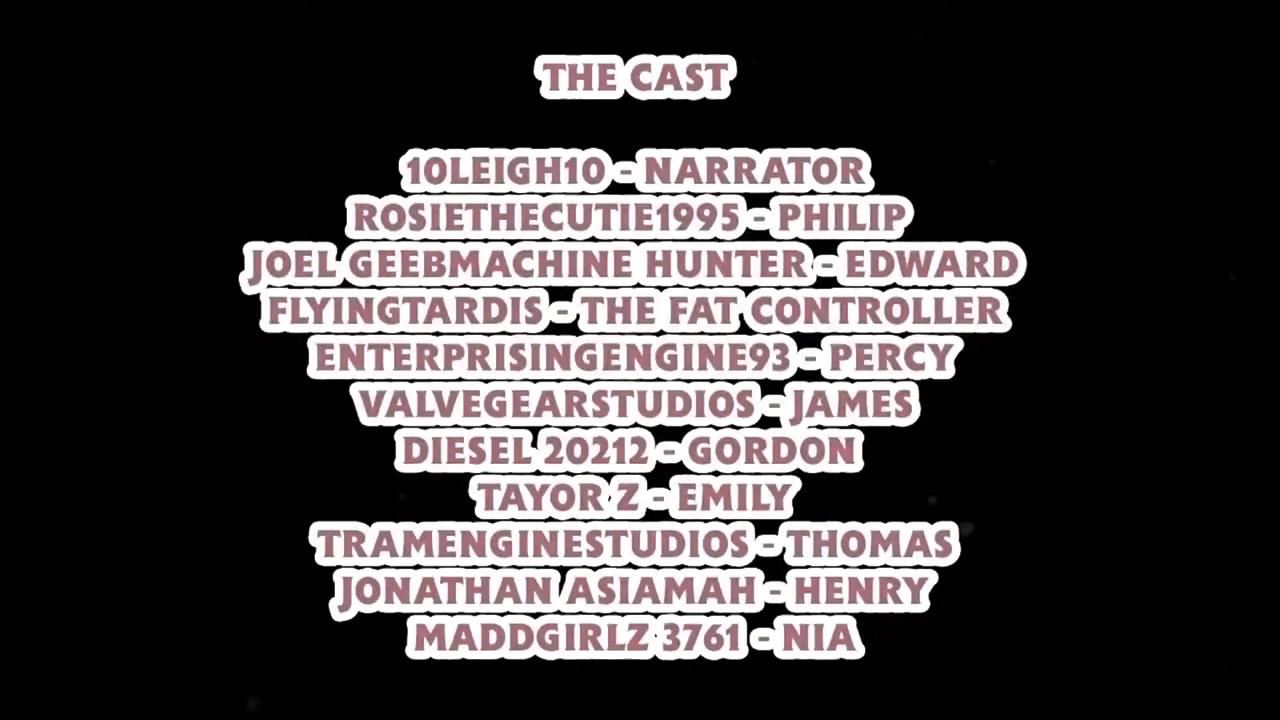 THE CAST
10LEIGH10 - NARRATOR
ROSIETHECUTIE1995 - PHILIP
JOEL GEEBMACHINE HUNTER - EDWARD
FLYINGTARDIS - THE FAT CONTROLLER
ENTERPRISINGENGINE93 - PERCY
VALVEGEARSTUDIOS - JAMES
DIESEL 20212 - GORDON
TAYOR Z - EMILY
TRAMENGINESTUDIOS - THOMAS
JONATHAN ASIAMAH - HENRY
MADDGIRLZ 3761 - NIA